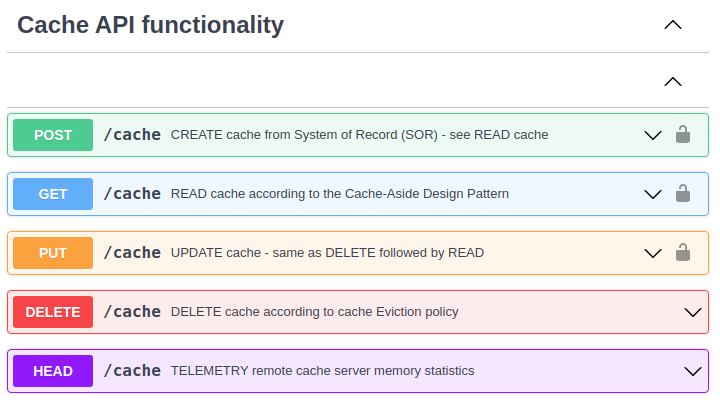 Cache API functionality
POST /cache CREATE cache from System of Record (SOR) - see READ cache
GET /cache READ cache according to the Cache-Aside Design Pattern
PUT /cache UPDATE cache - same as DELETE followed by READ
DELETE /cache DELETE cache according to cache Eviction policy
HEAD /cache TELEMETRY remote cache server memory statistics